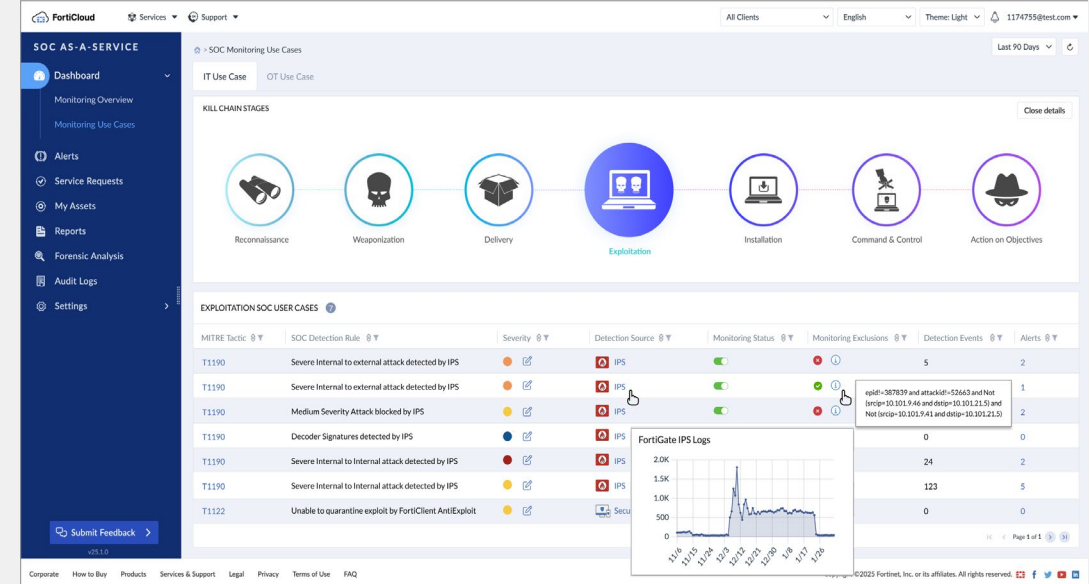 FortiCloud Services Support All Clients English Theme: Light 1174755@test.com
SOC AS-A-SERVICE
Dashboard
Monitoring Overview
Monitoring Use Cases
Alerts
Service Requests
My Assets
Reports
Forensic Analysis
Audit Logs
Settings
Submit Feedback
v25.1.0
> SOC Monitoring Use Cases
Last 90 Days
IT Use Case OT Use Case
KILL CHAIN STAGES
Close details
Reconnaissance Weaponization Delivery Exploitation Installation Command & Control Action on Objectives
EXPLOITATION SOC USER CASES 7
MITRE Tactic SOC Detection Rule Severity Detection Source Monitoring Status Monitoring Exclusions Detection Events Alerts
T1190 Severe Internal to external attack detected by IPS IPS 5 2
T1190 Severe Internal to external attack detected by IPS IPS 1
epid!=387839 and attackid!=52663 and Not
(srcip=10.101.9.46 and dstip=10.101.21.5) and
Not (srcip=10.101.9.41 and dstip=10.101.21.5)
T1190 Medium Severity Attack blocked by IPS IPS 2
T1190 Decoder Signatures detected by IPS IPS 0 0
T1190 Severe Internal to Internal attack detected by IPS IPS 24 2
T1190 Severe Internal to Internal attack detected by IPS IPS 123 5
T1122 Unable to quarantine exploit by FortiClient AntiExploit Secu 0 0
FortiGate IPS Logs
2.0K
1.5K
1.0K
500
0
11/6 11/15 11/24 12/3 12/12 12/21 12/30 1/8 1/17 1/26
Page 1 of 1
Corporate How to Buy Products Services & Support Legal Privacy Terms of Use FAQ
©2025 Fortinet, Inc. or its affiliates. All rights reserved.